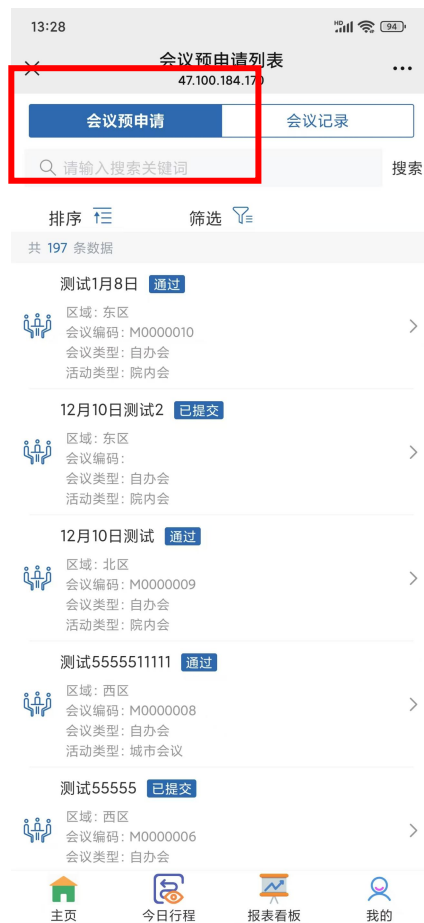 13:28
HD 94
会议预申请列表
47.100.184.170
会议预申请 会议记录
请输入搜索关键词 搜索
排序 筛选
共 197 条数据
测试1月8日 通过
区域: 东区
会议编码: M0000010
会议类型: 自办会
活动类型: 院内会
12月10日测试2 已提交
区域: 东区
会议编码:
会议类型: 自办会
活动类型: 院内会
12月10日测试 通过
区域: 北区
会议编码: M0000009
会议类型: 自办会
活动类型: 院内会
测试5555511111 通过
区域: 西区
会议编码: M0000008
会议类型: 自办会
活动类型: 城市会议
测试55555 已提交
区域: 西区
会议编码: M0000006
会议类型: 自办会
主页 今日行程 报表看板 我的